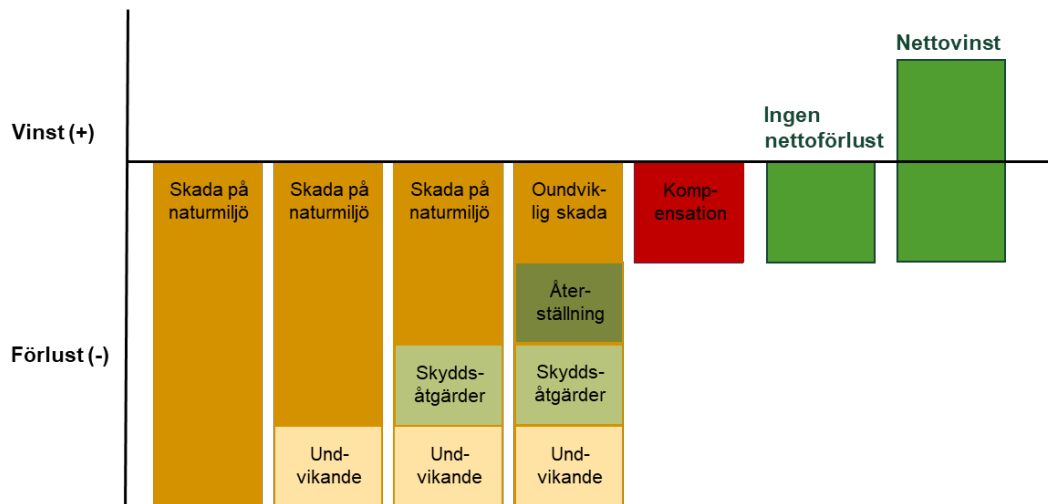 Nettovinst
Vinst (+)
Ingen
nettoförlust
Skada på
naturmiljö
Skada på
naturmiljö
Skada på
naturmiljö
Oundvik-
lig skada
Komp-
ensation
Åter-
ställning
Förlust (-)
Skydds-
åtgärder
Skydds-
åtgärder
Und-
vikande
Und-
vikande
Und-
vikande